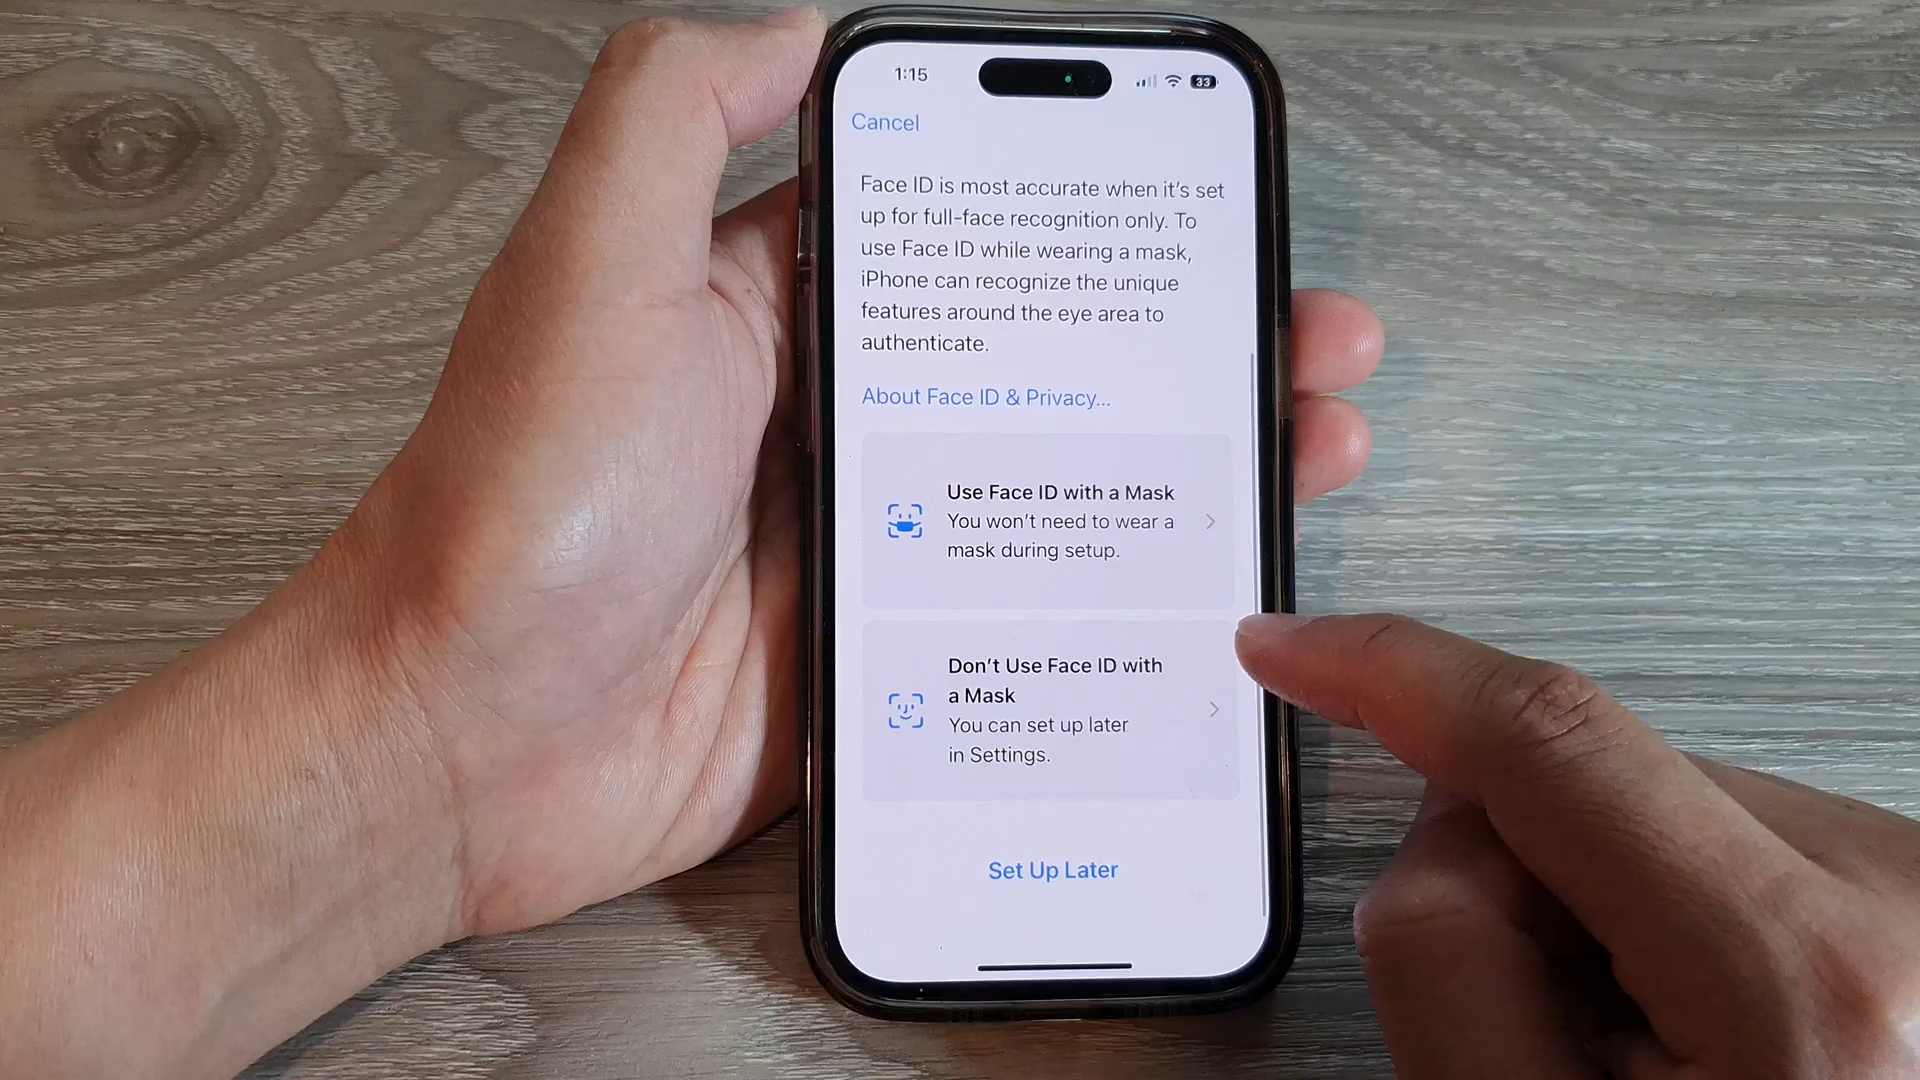 1:15
33
Cancel
Face ID is most accurate when it's set
up for full-face recognition only. To
use Face ID while wearing a mask,
iPhone can recognize the unique
features around the eye area to
authenticate.
About Face ID & Privacy...
Use Face ID with a Mask
You won't need to wear a
mask during setup.
Don't Use Face ID with
a Mask
You can set up later
in Settings.
Set Up Later